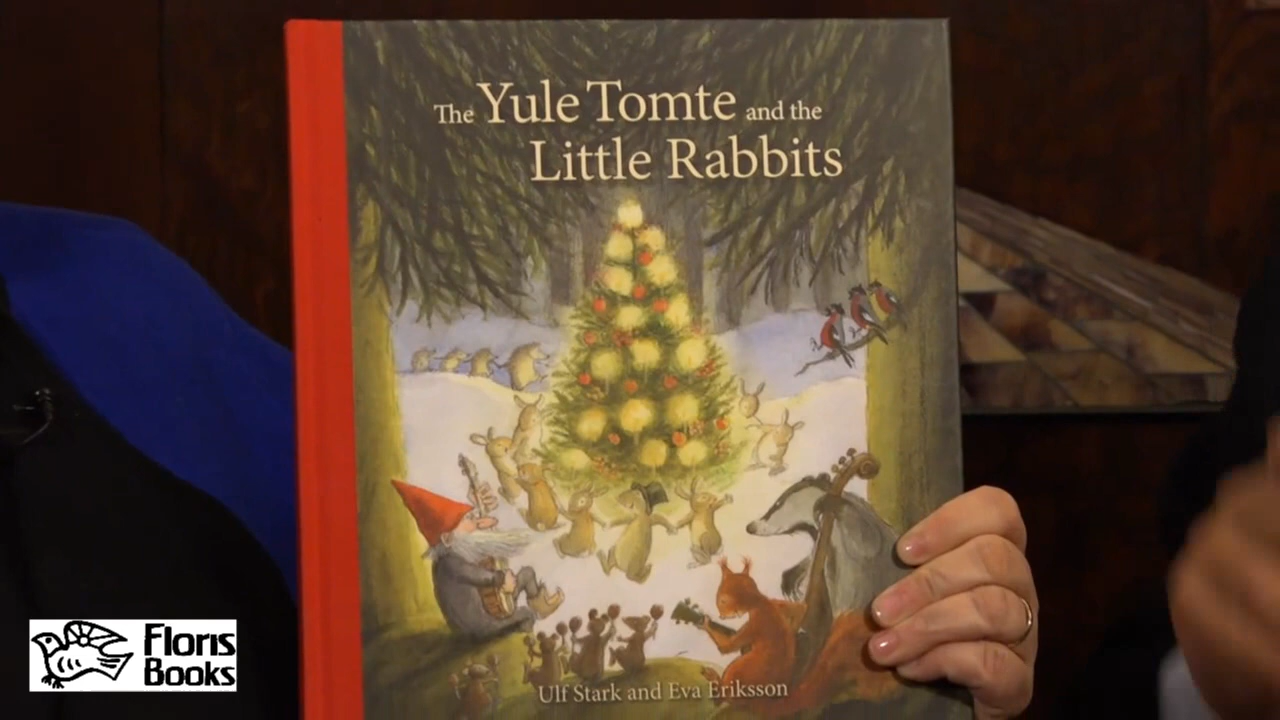 The Yule Tomte and the
Little Rabbits
Ulf Stark and Eva Eriksson
Floris
Books